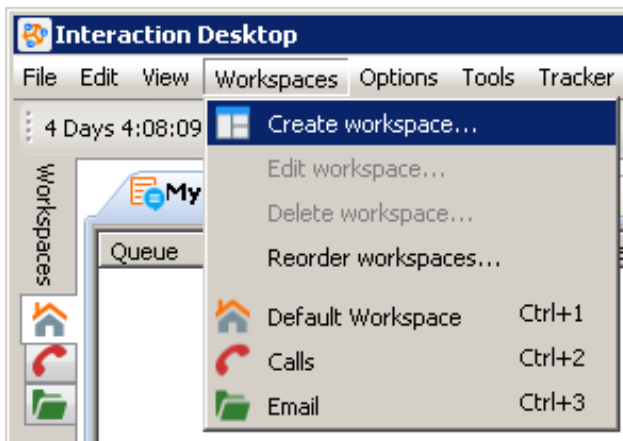 Interaction Desktop
File Edit View Workspaces Options Tools Tracker
4 Days 4:08:09
Create workspace...
Workspaces
Edit workspace...
My
Delete workspace...
Queue
Reorder workspaces...
Default Workspace Ctrl+1
Calls Ctrl+2
Email Ctrl+3